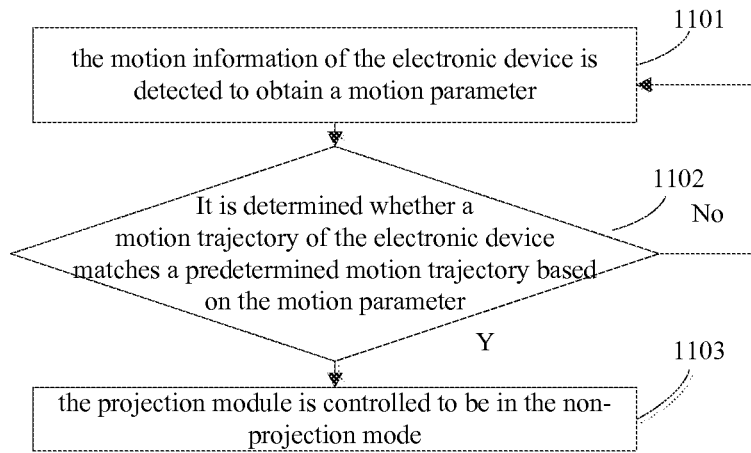 1101
the motion information of the electronic device is
detected to obtain a motion parameter
1102
It is determined whether a
motion trajectory of the electronic device
matches a predetermined motion trajectory based
on the motion parameter
No
Y
1103
the projection module is controlled to be in the non-
projection mode